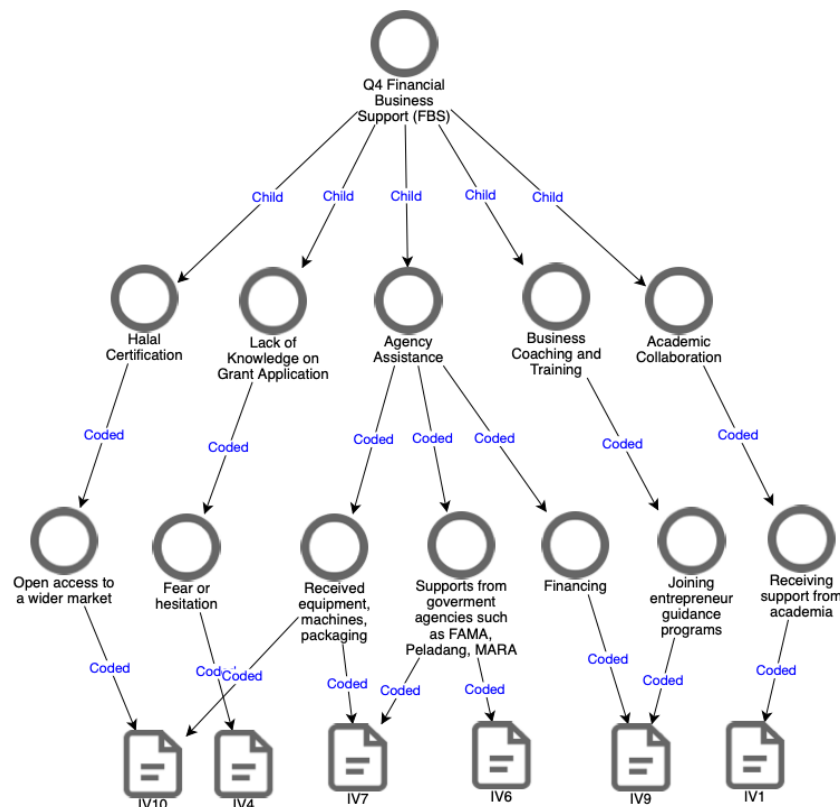 Q4 Financial
Business
Support (FBS)
Child
Child
Child
Child
Child
Halal
Certification
Lack of
Knowledge on
Grant Application
Agency
Assistance
Business
Coaching and
Training
Academic
Collaboration
Coded
Coded
Coded
Coded
Coded
Coded
Coded
Open access to
a wider market
Fear or
hesitation
Received
equipment,
machines,
packaging
Supports from
goverment
agencies such
as FAMA,
Peladang, MARA
Financing
Joining
entrepreneur
guidance
programs
Receiving
support from
academia
Coded
Coded
Coded
Coded
Coded
Coded
Coded
Coded
Coded
IV10
IV4
IV7
IV6
IV9
IV1